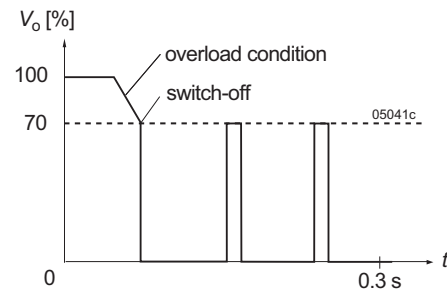 Vo [%]
overload condition
100
switch-off
05041c
70
t
0
0.3 s